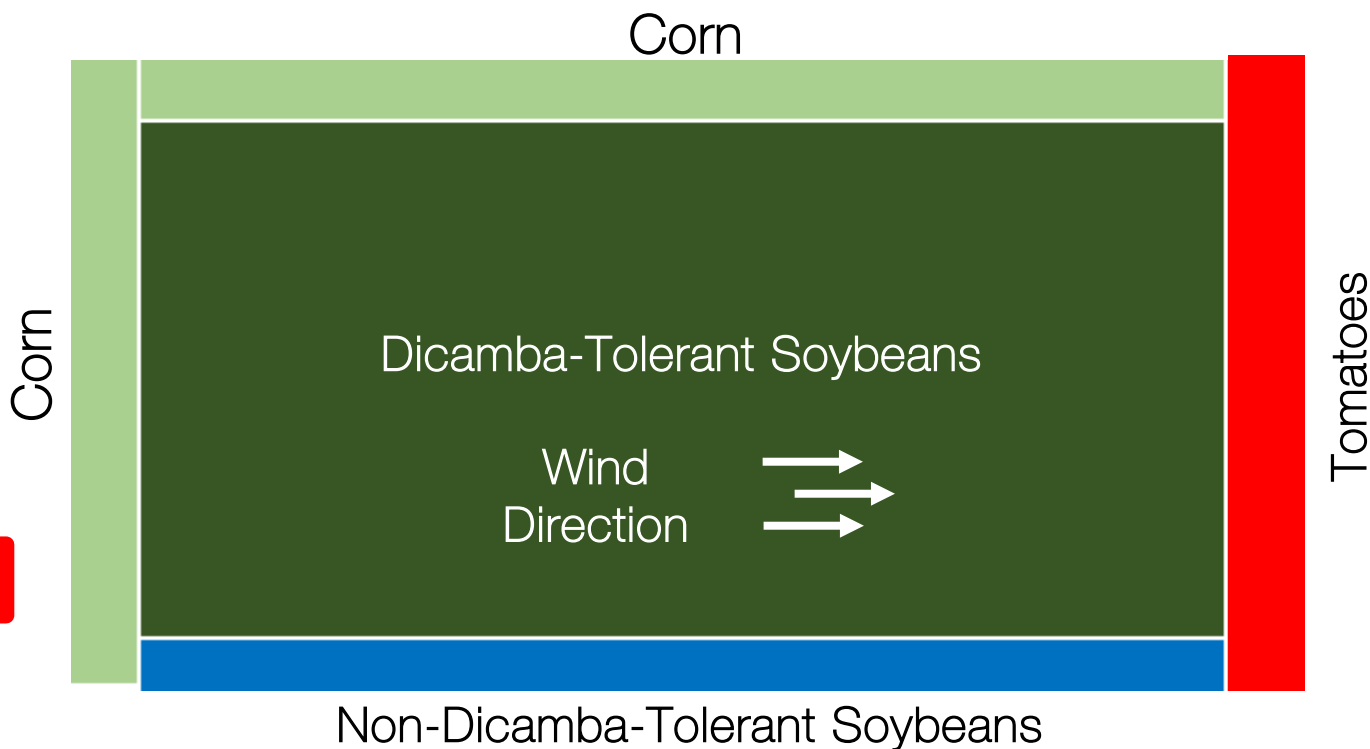 Corn
Corn
Dicamba-Tolerant Soybeans
Wind
Direction
Tomatoes
Non-Dicamba-Tolerant Soybeans